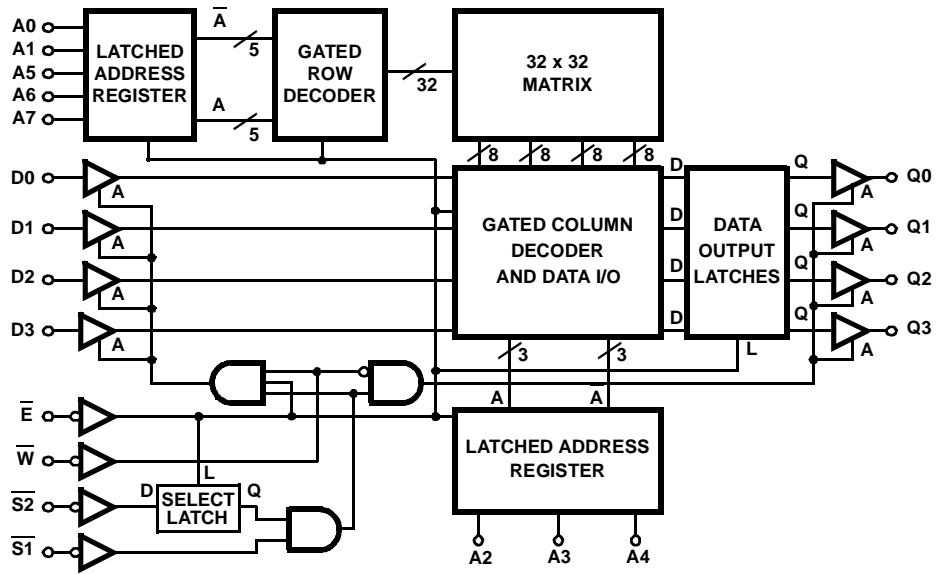 A0
A1
A5
A6
A7
LATCHED
ADDRESS
REGISTER
A̅
5
A
5
GATED
ROW
DECODER
32
32 x 32
MATRIX
8 8 8 8
D0 A
D1 A
D2 A
D3 A
GATED COLUMN
DECODER
AND DATA I/O
D
D
D
D
DATA
OUTPUT
LATCHES
L
Q A Q0
Q A Q1
Q A Q2
Q A Q3
3 3
A A̅
LATCHED ADDRESS
REGISTER
A2 A3 A4
E̅
W̅
S2̅
S1̅
L
D
SELECT
LATCH
Q